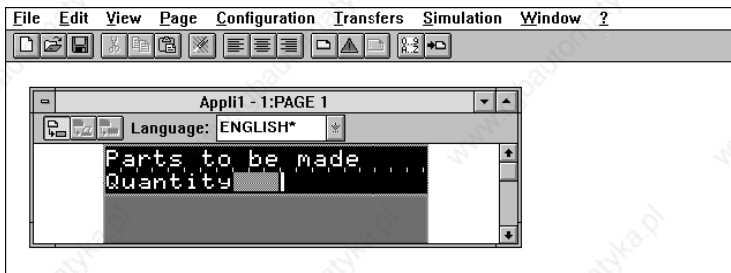 File Edit View Page Configuration Transfers Simulation Window ?
Appli1 - 1:PAGE 1
Language: ENGLISH*
Parts to be made
Quantity